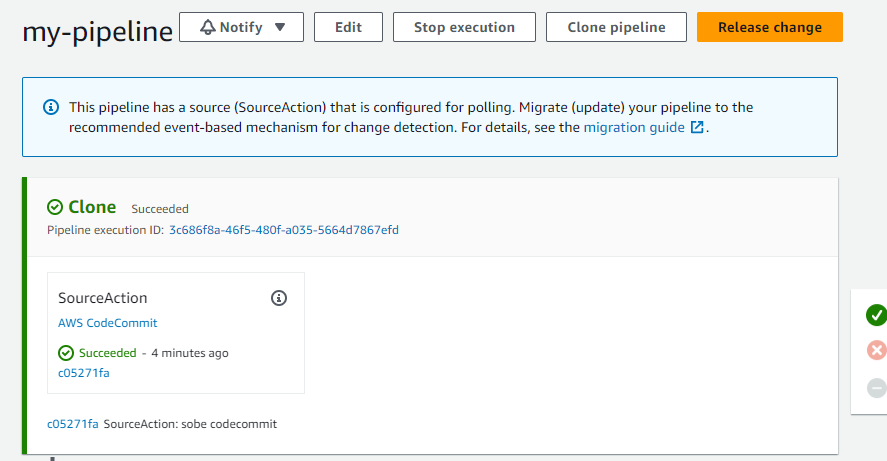 my-pipeline
Notify
Edit
Stop execution
Clone pipeline
Release change
This pipeline has a source (SourceAction) that is configured for polling. Migrate (update) your pipeline to the
recommended event-based mechanism for change detection. For details, see the migration guide.
Clone Succeeded
Pipeline execution ID: 3c686f8a-46f5-480f-a035-5664d7867efd
SourceAction
AWS CodeCommit
Succeeded - 4 minutes ago
c05271fa
c05271fa SourceAction: sobe codecommit